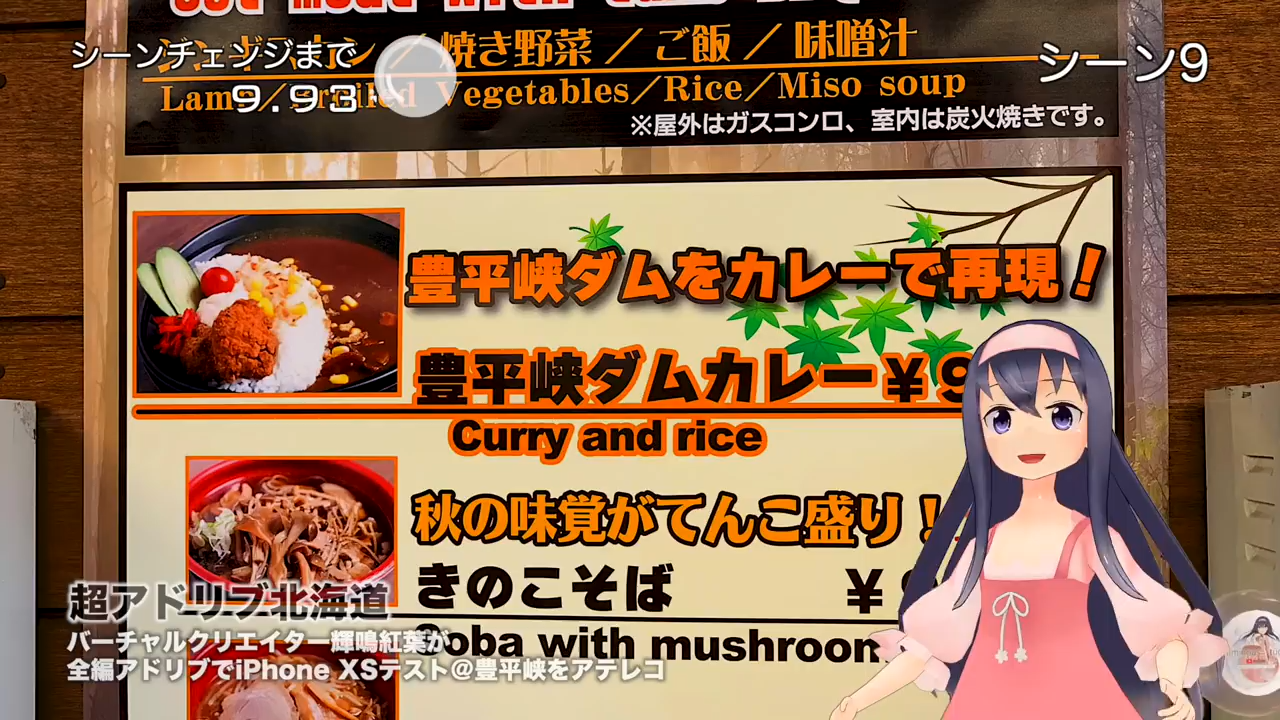 Set meal with
シーンチェンジまで
／焼き野菜／ご飯／味噌汁
シーン9
9.93
Vegetables／Rice／Miso soup
※屋外はガスコンロ、室内は炭火焼きです。
豊平峡ダムをカレーで再現！
豊平峡ダムカレー ￥9
Curry and rice
秋の味覚がてんこ盛り！
きのこそば ￥
Soba with mushroom
超アドリブ北海道
バーチャルクリエイター輝鳴紅葉が
全編アドリブでiPhone XSテスト＠豊平峡をアテレコ